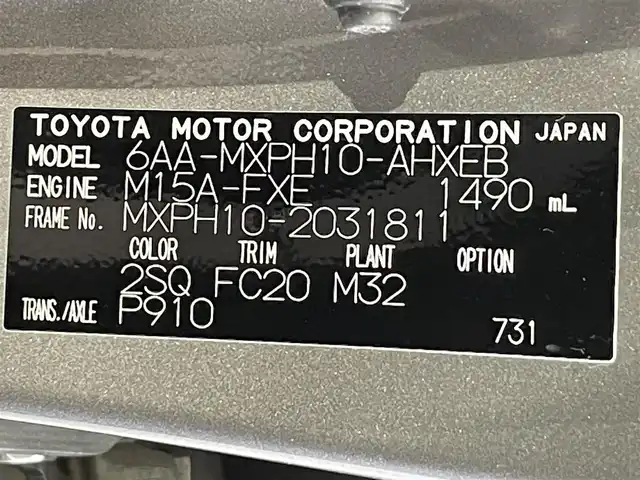 TOYOTA MOTOR CORPORATION JAPAN
MODEL 6AA-MXPH10-AHXEB
ENGINE M15A-FXE 1490 mL
FRAME No. MXPH10-2031811
COLOR TRIM PLANT OPTION
2SQ FC20 M32
TRANS./AXLE P910
731